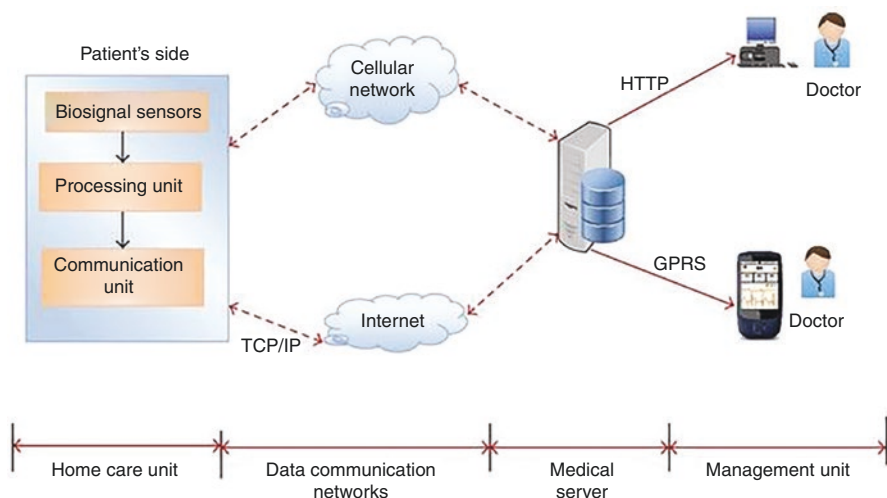 Patient's side
Biosignal sensors
Processing unit
Communication
unit
Cellular
network
Internet
TCP/IP
HTTP
GPRS
Doctor
Doctor
Home care unit
Data communication
networks
Medical
server
Management unit